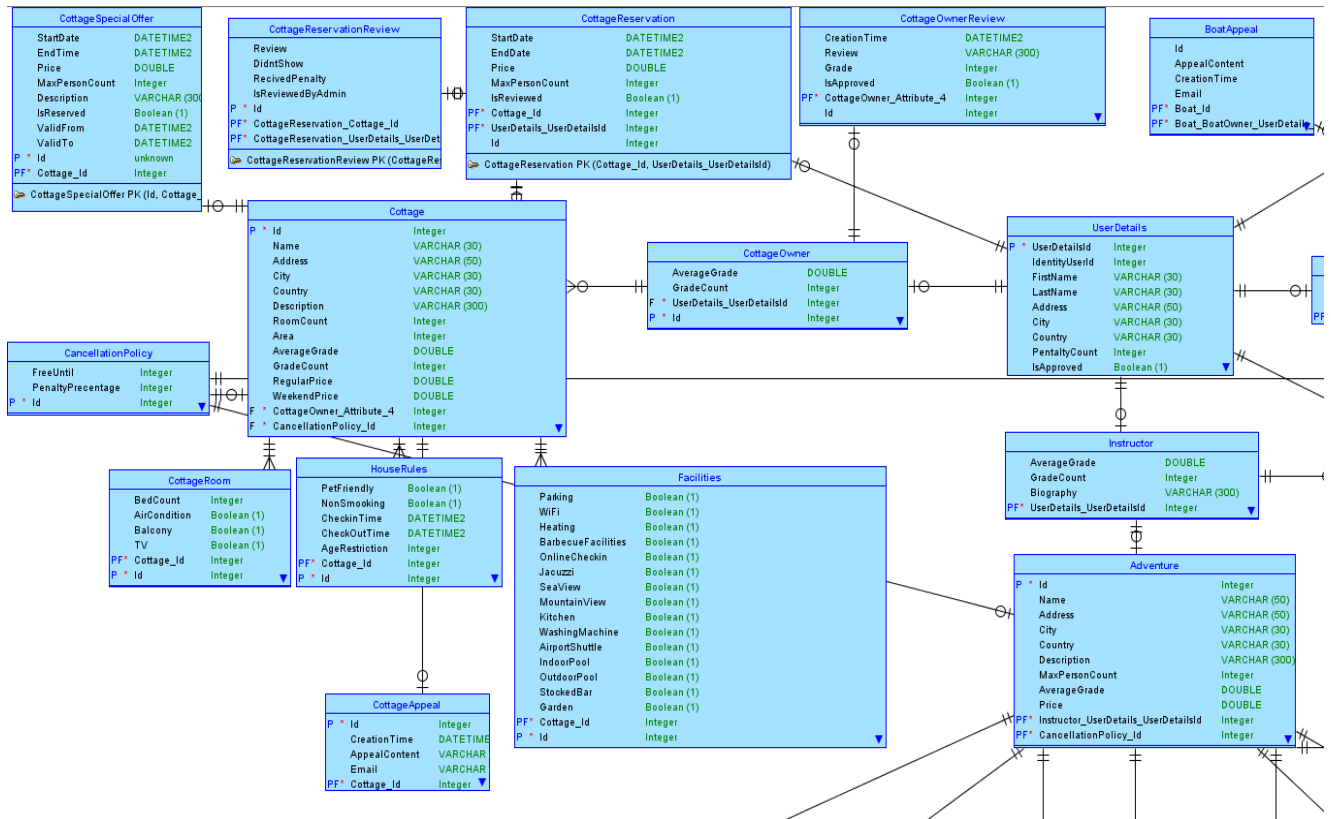 CottageSpecialOffer
StartDate DATETIME2
EndTime DATETIME2
Price DOUBLE
MaxPersonCount Integer
Description VARCHAR (300
IsReserved Boolean (1)
ValidFrom DATETIME2
ValidTo DATETIME2
P * Id unknown
PF* Cottage_Id Integer
CottageSpecialOffer PK (Id, Cottage_
CottageReservationReview
Review
DidntShow
RecivedPenalty
IsReviewedByAdmin
P * Id
PF* CottageReservation_Cottage_Id
PF* CottageReservation_UserDetails_UserDet
CottageReservationReview PK (CottageRes
CottageReservation
StartDate DATETIME2
EndDate DATETIME2
Price DOUBLE
MaxPersonCount Integer
IsReviewed Boolean (1)
PF* Cottage_Id Integer
PF* UserDetails_UserDetailsId Integer
Id Integer
CottageReservation PK (Cottage_Id, UserDetails_UserDetailsId)
CottageOwnerReview
CreationTime DATETIME2
Review VARCHAR (300)
Grade Integer
IsApproved Boolean (1)
PF* CottageOwner_Attribute_4 Integer
Id Integer
BoatAppeal
Id
AppealContent
CreationTime
Email
PF* Boat_Id
PF* Boat_BoatOwner_UserDetails_
Cottage
P * Id Integer
Name VARCHAR (30)
Address VARCHAR (50)
City VARCHAR (30)
Country VARCHAR (30)
Description VARCHAR (300)
RoomCount Integer
Area Integer
AverageGrade DOUBLE
GradeCount Integer
RegularPrice DOUBLE
WeekendPrice DOUBLE
F * CottageOwner_Attribute_4 Integer
F * CancellationPolicy_Id Integer
CottageOwner
AverageGrade DOUBLE
GradeCount Integer
F * UserDetails_UserDetailsId Integer
P * Id Integer
UserDetails
P * UserDetailsId Integer
IdentityUserId Integer
FirstName VARCHAR (30)
LastName VARCHAR (30)
Address VARCHAR (50)
City VARCHAR (30)
Country VARCHAR (30)
PentaltyCount Integer
IsApproved Boolean (1)
PF
CancellationPolicy
FreeUntil Integer
PenaltyPrecentage Integer
P * Id Integer
CottageRoom
BedCount Integer
AirCondition Boolean (1)
Balcony Boolean (1)
TV Boolean (1)
PF* Cottage_Id Integer
P * Id Integer
HouseRules
PetFriendly Boolean (1)
NonSmooking Boolean (1)
CheckinTime DATETIME2
CheckOutTime DATETIME2
AgeRestriction Integer
PF* Cottage_Id Integer
P * Id Integer
Facilities
Parking Boolean (1)
WiFi Boolean (1)
Heating Boolean (1)
BarbecueFacilities Boolean (1)
OnlineCheckin Boolean (1)
Jacuzzi Boolean (1)
SeaView Boolean (1)
MountainView Boolean (1)
Kitchen Boolean (1)
WashingMachine Boolean (1)
AirportShuttle Boolean (1)
IndoorPool Boolean (1)
OutdoorPool Boolean (1)
StockedBar Boolean (1)
Garden Boolean (1)
PF* Cottage_Id Integer
P * Id Integer
Instructor
AverageGrade DOUBLE
GradeCount Integer
Biography VARCHAR (300)
PF* UserDetails_UserDetailsId Integer
Adventure
P * Id Integer
Name VARCHAR (50)
Address VARCHAR (50)
City VARCHAR (30)
Country VARCHAR (30)
Description VARCHAR (300)
MaxPersonCount Integer
AverageGrade DOUBLE
Price DOUBLE
PF* Instructor_UserDetails_UserDetailsId Integer
PF* CancellationPolicy_Id Integer
CottageAppeal
P * Id Integer
CreationTime DATETIME
AppealContent VARCHAR
Email VARCHAR
PF* Cottage_Id Integer